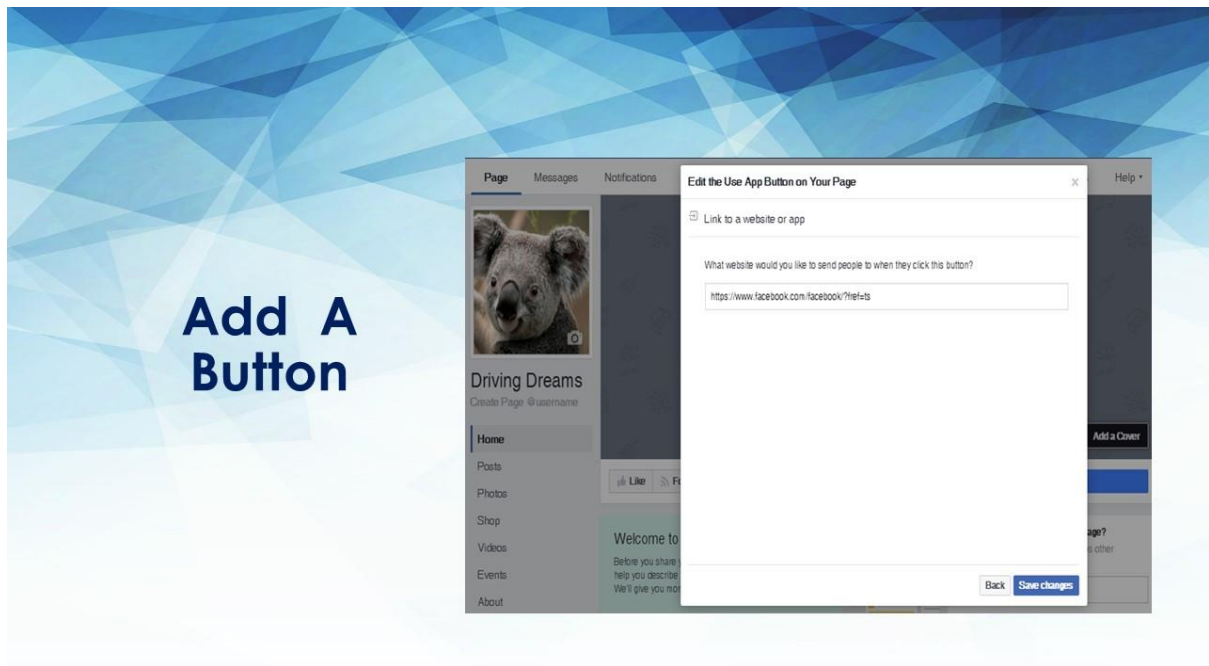 Add A
Button
Page Messages Notifications
Help
Edit the Use App Button on Your Page
x
Link to a website or app
What website would you like to send people to when they click this button?
https://www.facebook.com/facebook/?fref=ts
Driving Dreams
Create Page @username
Home
Posts
Photos
Shop
Videos
Events
About
Add a Cover
Like
Welcome to
Before you share
help you describe
We'll give you
age?
other
Back Save changes